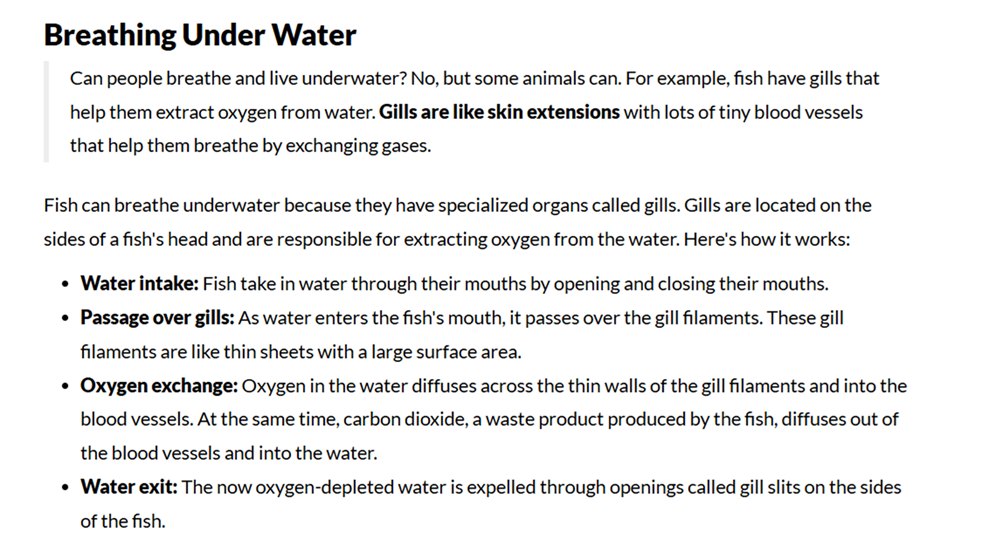 Breathing Under Water
Can people breathe and live underwater? No, but some animals can. For example, fish have gills that
help them extract oxygen from water. Gills are like skin extensions with lots of tiny blood vessels
that help them breathe by exchanging gases.
Fish can breathe underwater because they have specialized organs called gills. Gills are located on the
sides of a fish's head and are responsible for extracting oxygen from the water. Here's how it works:
• Water intake: Fish take in water through their mouths by opening and closing their mouths.
• Passage over gills: As water enters the fish's mouth, it passes over the gill filaments. These gill
filaments are like thin sheets with a large surface area.
• Oxygen exchange: Oxygen in the water diffuses across the thin walls of the gill filaments and into the
blood vessels. At the same time, carbon dioxide, a waste product produced by the fish, diffuses out of
the blood vessels and into the water.
• Water exit: The now oxygen-depleted water is expelled through openings called gill slits on the sides
of the fish.